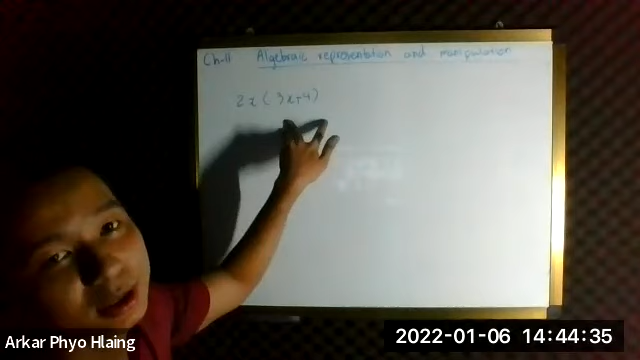 Ch-11 Algebraic representation and manipulation
2x(3x+4)
Arkar Phyo Hlaing
2022-01-06 14:44:35